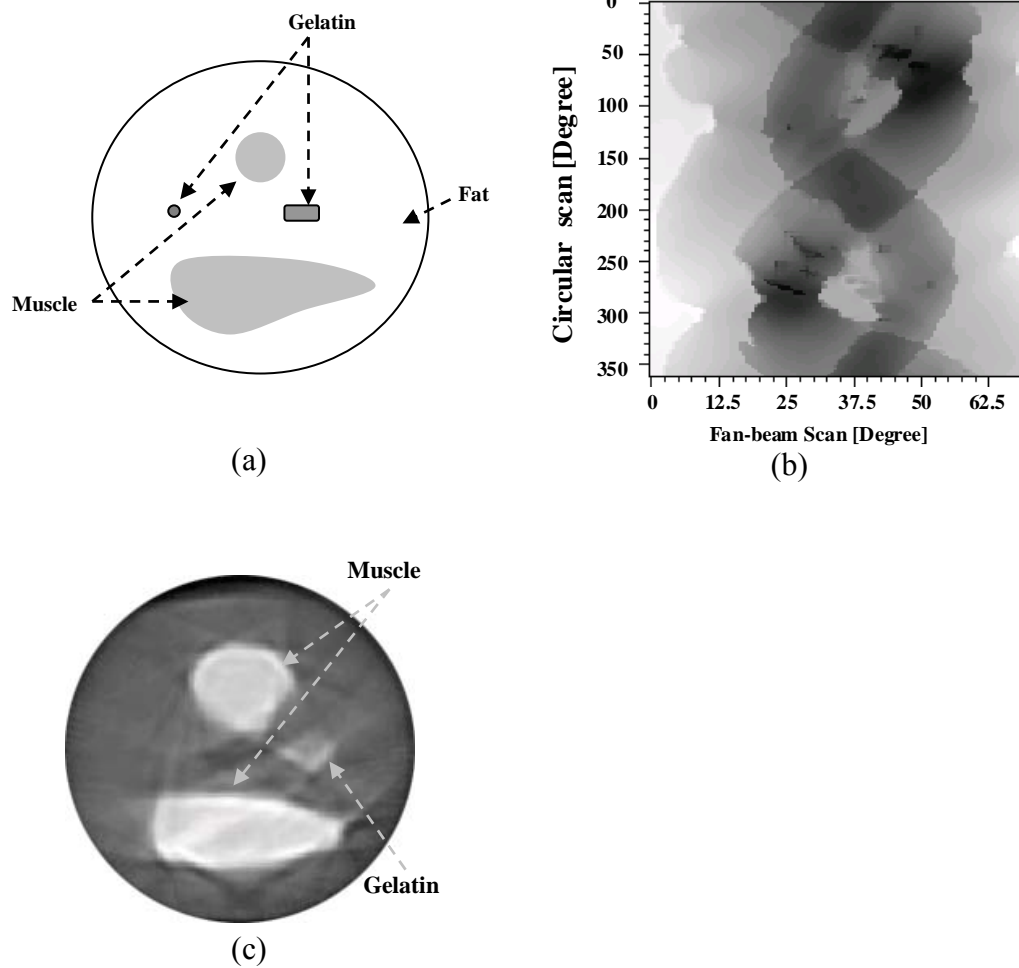 Gelatin
Fat
Muscle
(a)
Circular scan [Degree]
0
50
100
150
200
250
300
350
0 12.5 25 37.5 50 62.5
Fan-beam Scan [Degree]
(b)
Muscle
Gelatin
(c)